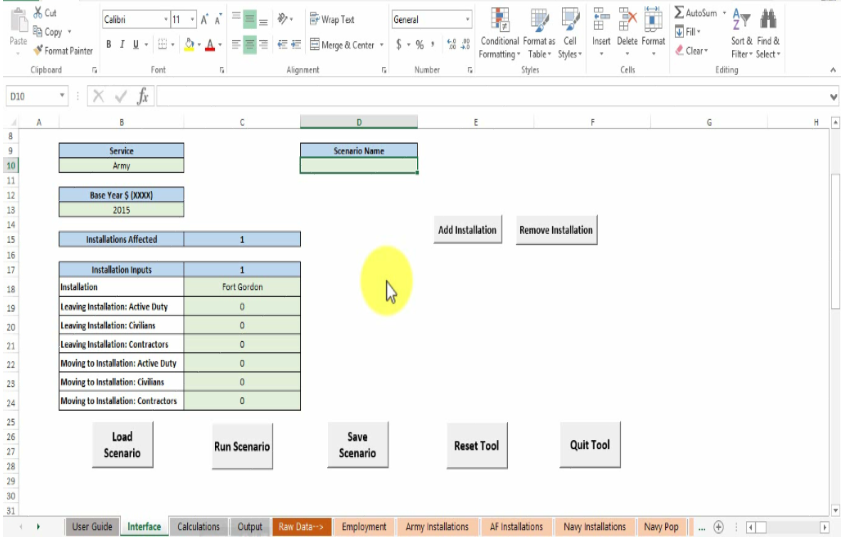 Cut
Calibri
11
A
A
Wrap Text
General
AutoSum
Copy
Fill
Paste
Format Painter
B I U
A
Merge & Center
$ % ,
Conditional Format as Cell
Formatting Table Styles
Insert Delete Format
Clear
Sort & Find &
Filter Select
Clipboard
Font
Alignment
Number
Styles
Cells
Editing
D10
fx
A B C D E F G H
8
9 Service Scenario Name
10 Army
11
12 Base Year $ (XXXX)
13 2015
14
Add Installation Remove Installation
15 Installations Affected 1
16
17 Installation Inputs 1
18 Installation Fort Gordon
19 Leaving Installation: Active Duty 0
20 Leaving Installation: Civilians 0
21 Leaving Installation: Contractors 0
22 Moving to Installation: Active Duty 0
23 Moving to Installation: Civilians 0
24 Moving to Installation: Contractors 0
25
26
27
28
29
30
31
Load
Scenario
Run Scenario
Save
Scenario
Reset Tool
Quit Tool
User Guide Interface Calculations Output Raw Data--> Employment Army Installations AF Installations Navy Installations Navy Pop ...